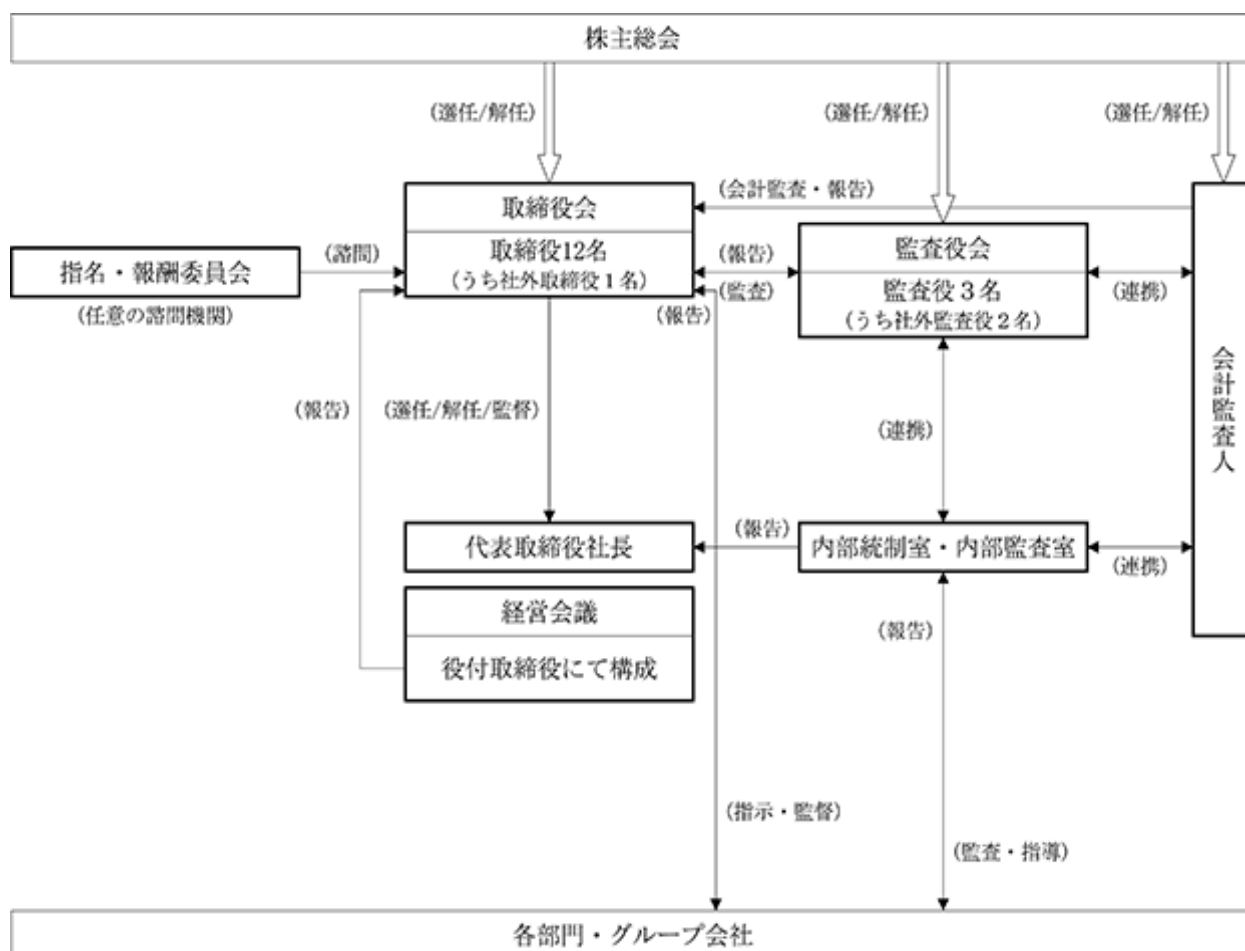 株主総会
(選任/解任)
(選任/解任)
(選任/解任)
取締役会
取締役12名
(うち社外取締役1名)
(会計監査・報告)
監査役会
監査役3名
(うち社外監査役2名)
指名・報酬委員会
(任意の諮問機関)
(諮問)
(報告)
(監査)
(報告)
(連携)
会計監査人
(報告)
(選任/解任/監督)
(連携)
代表取締役社長
(報告)
内部統制室・内部監査室
(連携)
経営会議
役付取締役にて構成
(報告)
(指示・監督)
(監査・指導)
各部門・グループ会社